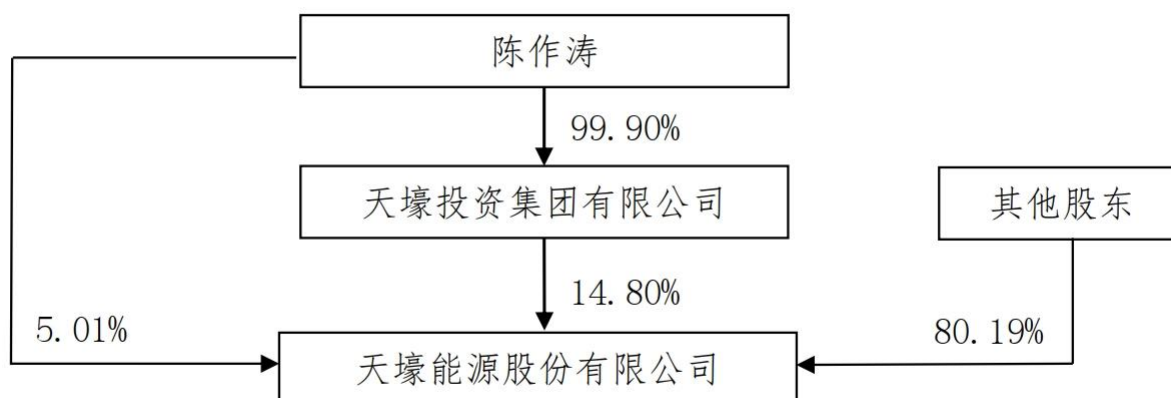 陈作涛
99.90%
天壕投资集团有限公司
其他股东
14.80%
5.01%
80.19%
天壕能源股份有限公司